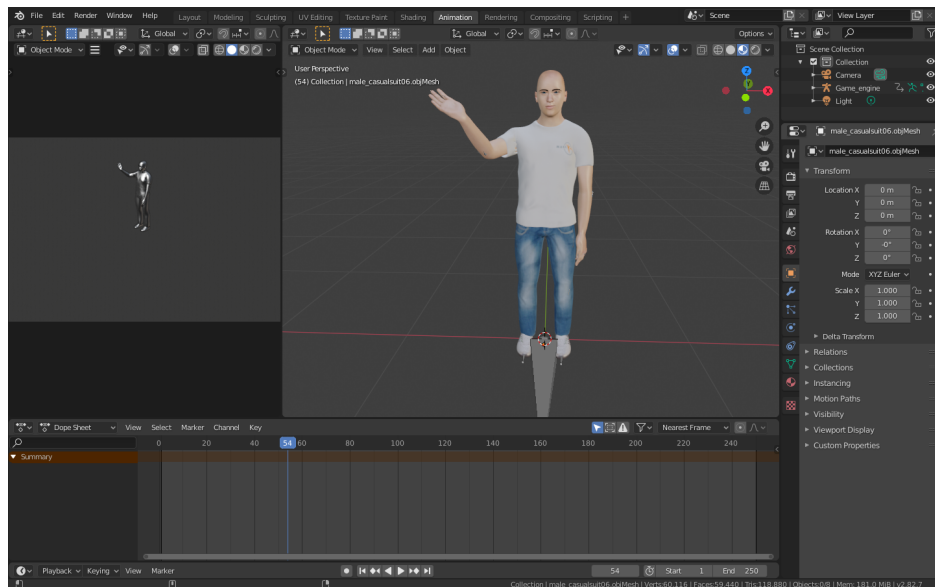 File Edit Render Window Help Layout Modeling Sculpting UV Editing Texture Paint Shading Animation Rendering Compositing Scripting + Scene View Layer
Global Global Options
Object Mode Object Mode View Select Add Object
User Perspective
(54) Collection | male_casualsuit06.objMesh
Z
X
Scene Collection
Collection
Camera
Game_engine
Light
male_casualsuit06.objMesh
male_casualsuit06.objMesh
Transform
Location X 0 m
Y 0 m
Z 0 m
Rotation X 0°
Y -0°
Z 0°
Mode XYZ Euler
Scale X 1.000
Y 1.000
Z 1.000
Delta Transform
Relations
Collections
Instancing
Motion Paths
Visibility
Viewport Display
Custom Properties
Dope Sheet View Select Marker Channel Key Nearest Frame
0 20 40 54 60 80 100 120 140 160 180 200 220 240
Summary
Playback Keying View Marker 54 Start 1 End 250
Collection | male_casualsuit06.objMesh | Verts:60,116 | Faces:59,440 | Tris:118,880 | Objects:0/8 | Mem: 181.0 MiB | v2.82.7